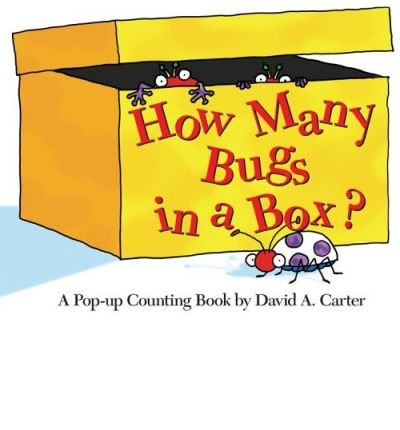 How Many
Bugs
in a Box?
A Pop-up Counting Book by David A. Carter